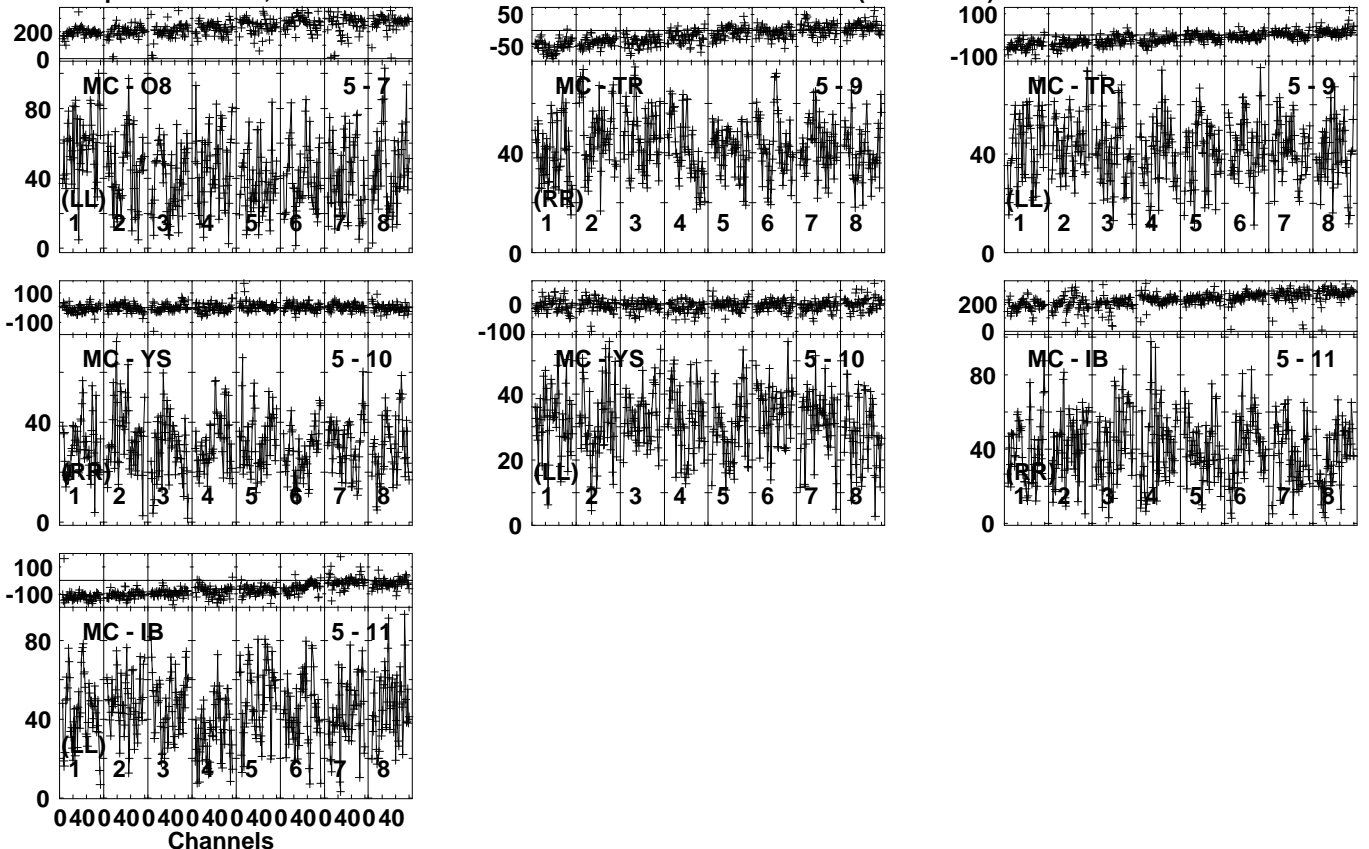 200
0
MC - O8 5 - 7
80
40
(LL)
1 2 3 4 5 6 7 8
0
50
-50
MC - TR 5 - 9
40
(RR)
1 2 3 4 5 6 7 8
0
100
-100
MC - TR 5 - 9
40
(LL)
1 2 3 4 5 6 7 8
0
100
-100
MC - YS 5 - 10
40
(RR)
1 2 3 4 5 6 7 8
0
0
-100
MC - YS 5 - 10
40
20
(LL)
1 2 3 4 5 6 7 8
0
200
0
MC - IB 5 - 11
80
40
(RR)
1 2 3 4 5 6 7 8
0
100
-100
MC - IB 5 - 11
80
40
(LL)
1 2 3 4 5 6 7 8
0
0 40 0 40 0 40 0 40 0 40 0 40 0 40 0 40
Channels